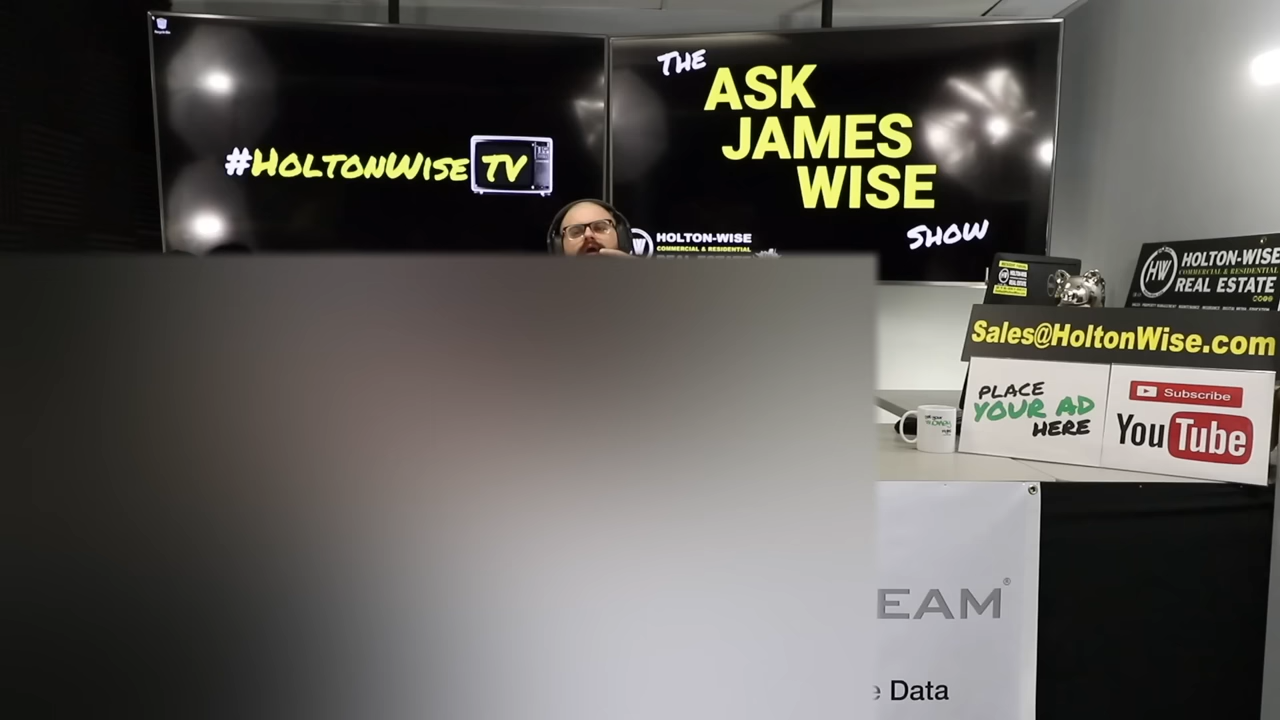 #HOLTONWISE TV
THE
ASK
JAMES
WISE
SHOW
HOLTON-WISE
COMMERCIAL & RESIDENTIAL
HW
HOLTON-WISE
COMMERCIAL & RESIDENTIAL
REAL ESTATE
Sales@HoltonWise.com
PLACE
YOUR AD
HERE
Subscribe
YouTube
EAM®
Data